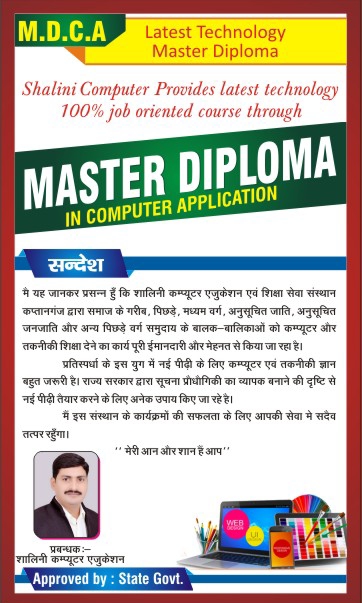 M.D.C.A
Latest Technology
Master Diploma
Shalini Computer Provides latest technology
100% job oriented course through
MASTER DIPLOMA
IN COMPUTER APPLICATION
सन्देश
मै यह जानकर प्रसन्न हुँ कि शालिनी कम्प्यूटर एजुकेशन एवं शिक्षा सेवा संस्थान
कप्तानगंज द्वारा समाज के गरीब, पिछड़े, मध्यम वर्ग, अनुसूचित जाति, अनुसूचित
जनजाति और अन्य पिछड़े वर्ग समुदाय के बालक–बालिकाओं को कम्प्यूटर और
तकनीकी शिक्षा देने का कार्य पूरी ईमानदारी और मेहनत से किया जा रहा है।
प्रतिस्पर्धा के इस युग में नई पीढ़ी के लिए कम्प्यूटर एवं तकनीकी ज्ञान
बहुत जरूरी है। राज्य सरकार द्वारा सूचना प्रौधोगिकी का व्यापक बनाने की दृष्टि से
नई पीढ़ी तैयार करने के लिए अनेक उपाय किए जा रहे है।
मैं इस संस्थान के कार्यक्रमों की सफलता के लिए आपकी सेवा मे सदैव
तत्पर रहुँगा।
'' मेरी आन और शान हैं आप''
WEB
DESIGN
UI
प्रबन्धक:–
शालिनी कम्प्यूटर एजुकेशन
Approved by : State Govt.